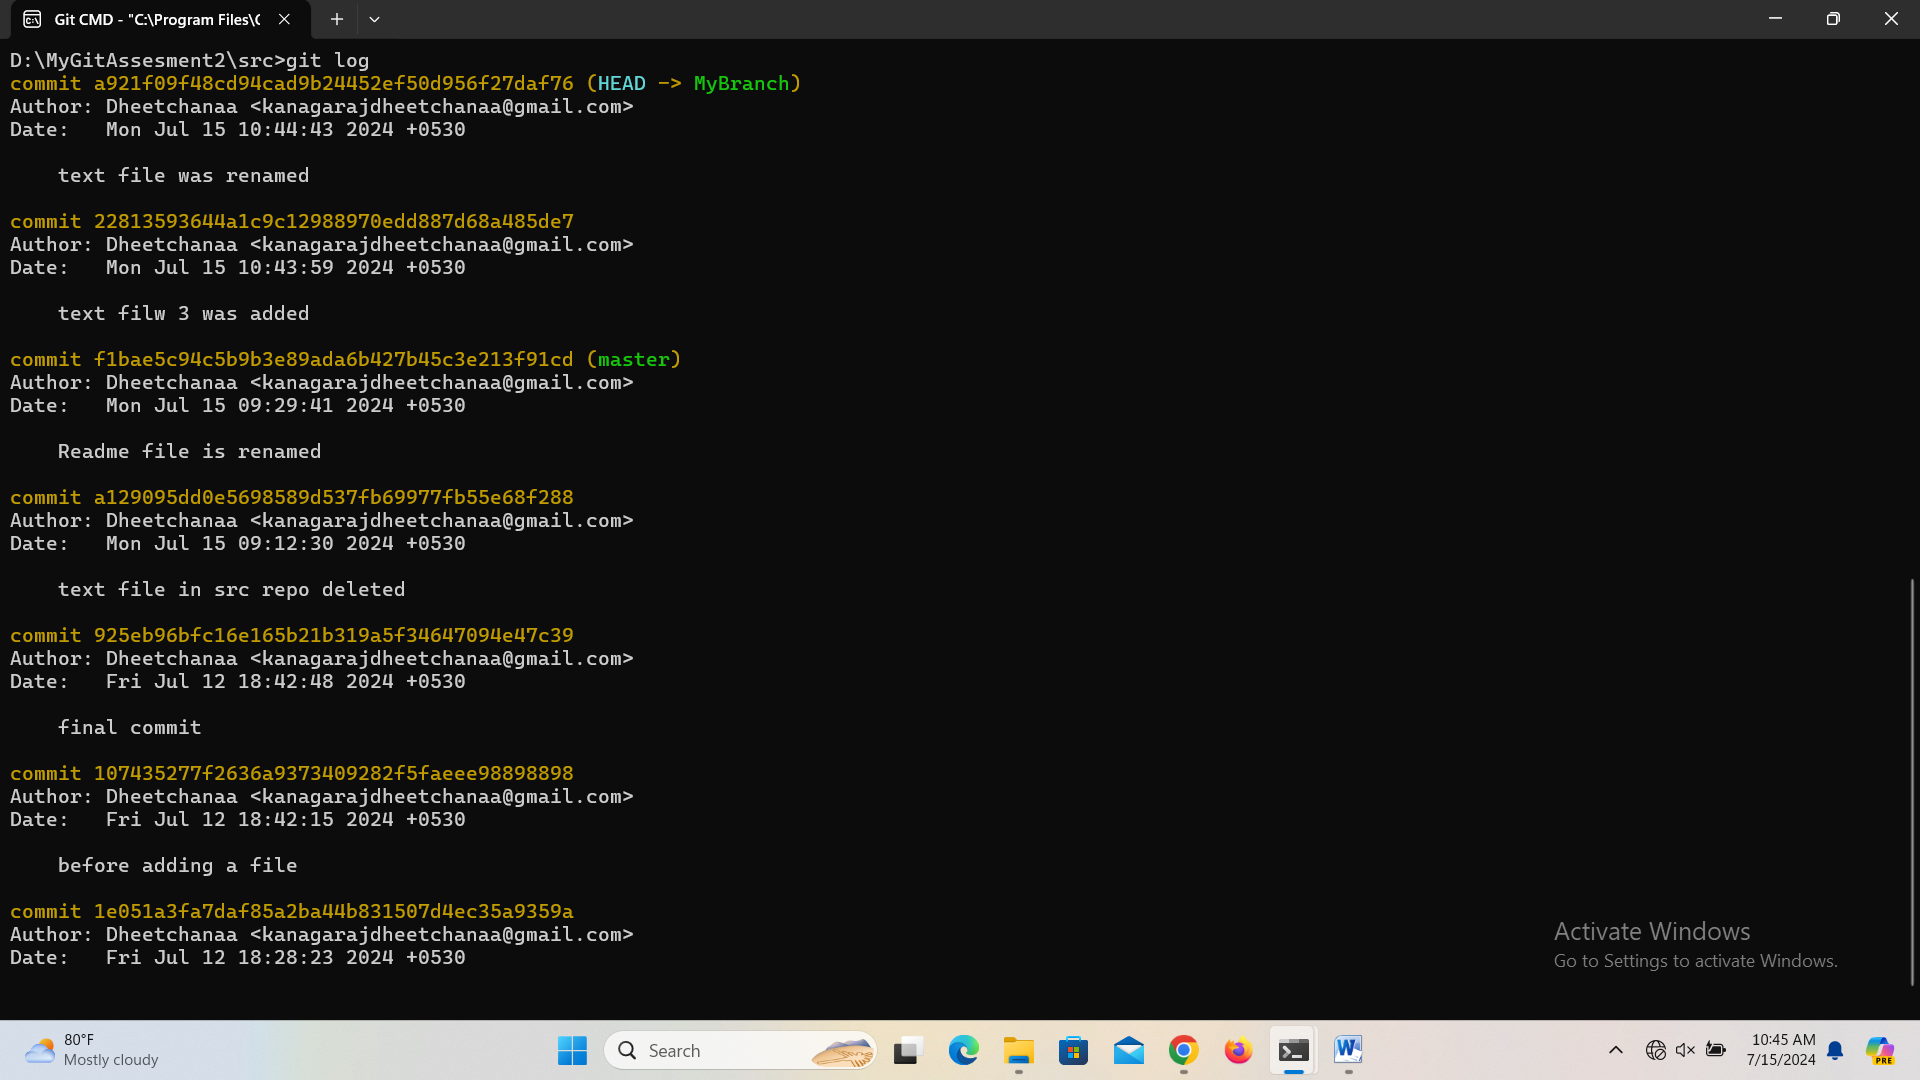 Git CMD - "C:\Program Files\G
D:\MyGitAssesment2\src>git log
commit a921f09f48cd94cad9b24452ef50d956f27daf76 (HEAD -> MyBranch)
Author: Dheetchanaa <kanagarajdheetchanaa@gmail.com>
Date:   Mon Jul 15 10:44:43 2024 +0530
text file was renamed
commit 22813593644a1c9c12988970edd887d68a485de7
Author: Dheetchanaa <kanagarajdheetchanaa@gmail.com>
Date:   Mon Jul 15 10:43:59 2024 +0530
text filw 3 was added
commit f1bae5c94c5b9b3e89ada6b427b45c3e213f91cd (master)
Author: Dheetchanaa <kanagarajdheetchanaa@gmail.com>
Date:   Mon Jul 15 09:29:41 2024 +0530
Readme file is renamed
commit a129095dd0e5698589d537fb69977fb55e68f288
Author: Dheetchanaa <kanagarajdheetchanaa@gmail.com>
Date:   Mon Jul 15 09:12:30 2024 +0530
text file in src repo deleted
commit 925eb96bfc16e165b21b319a5f34647094e47c39
Author: Dheetchanaa <kanagarajdheetchanaa@gmail.com>
Date:   Fri Jul 12 18:42:48 2024 +0530
final commit
commit 107435277f2636a9373409282f5faeee98898898
Author: Dheetchanaa <kanagarajdheetchanaa@gmail.com>
Date:   Fri Jul 12 18:42:15 2024 +0530
before adding a file
commit 1e051a3fa7daf85a2ba44b831507d4ec35a9359a
Author: Dheetchanaa <kanagarajdheetchanaa@gmail.com>
Date:   Fri Jul 12 18:28:23 2024 +0530
Activate Windows
Go to Settings to activate Windows.
80°F
Mostly cloudy
Search
10:45 AM
7/15/2024
PRE